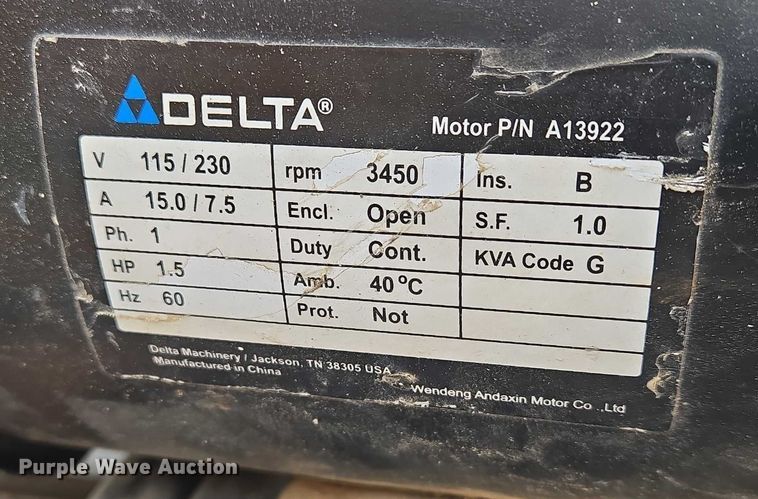 DELTA®
Motor P/N A13922
V 115 / 230 rpm 3450 Ins. B
A 15.0 / 7.5 Encl. Open S.F. 1.0
Ph. 1 Duty Cont. KVA Code G
HP 1.5 Amb. 40 °C
Hz 60 Prot. Not
Delta Machinery / Jackson, TN 38305 USA
Manufactured in China
Wendeng Andaxin Motor Co .,Ltd
Purple Wave Auction